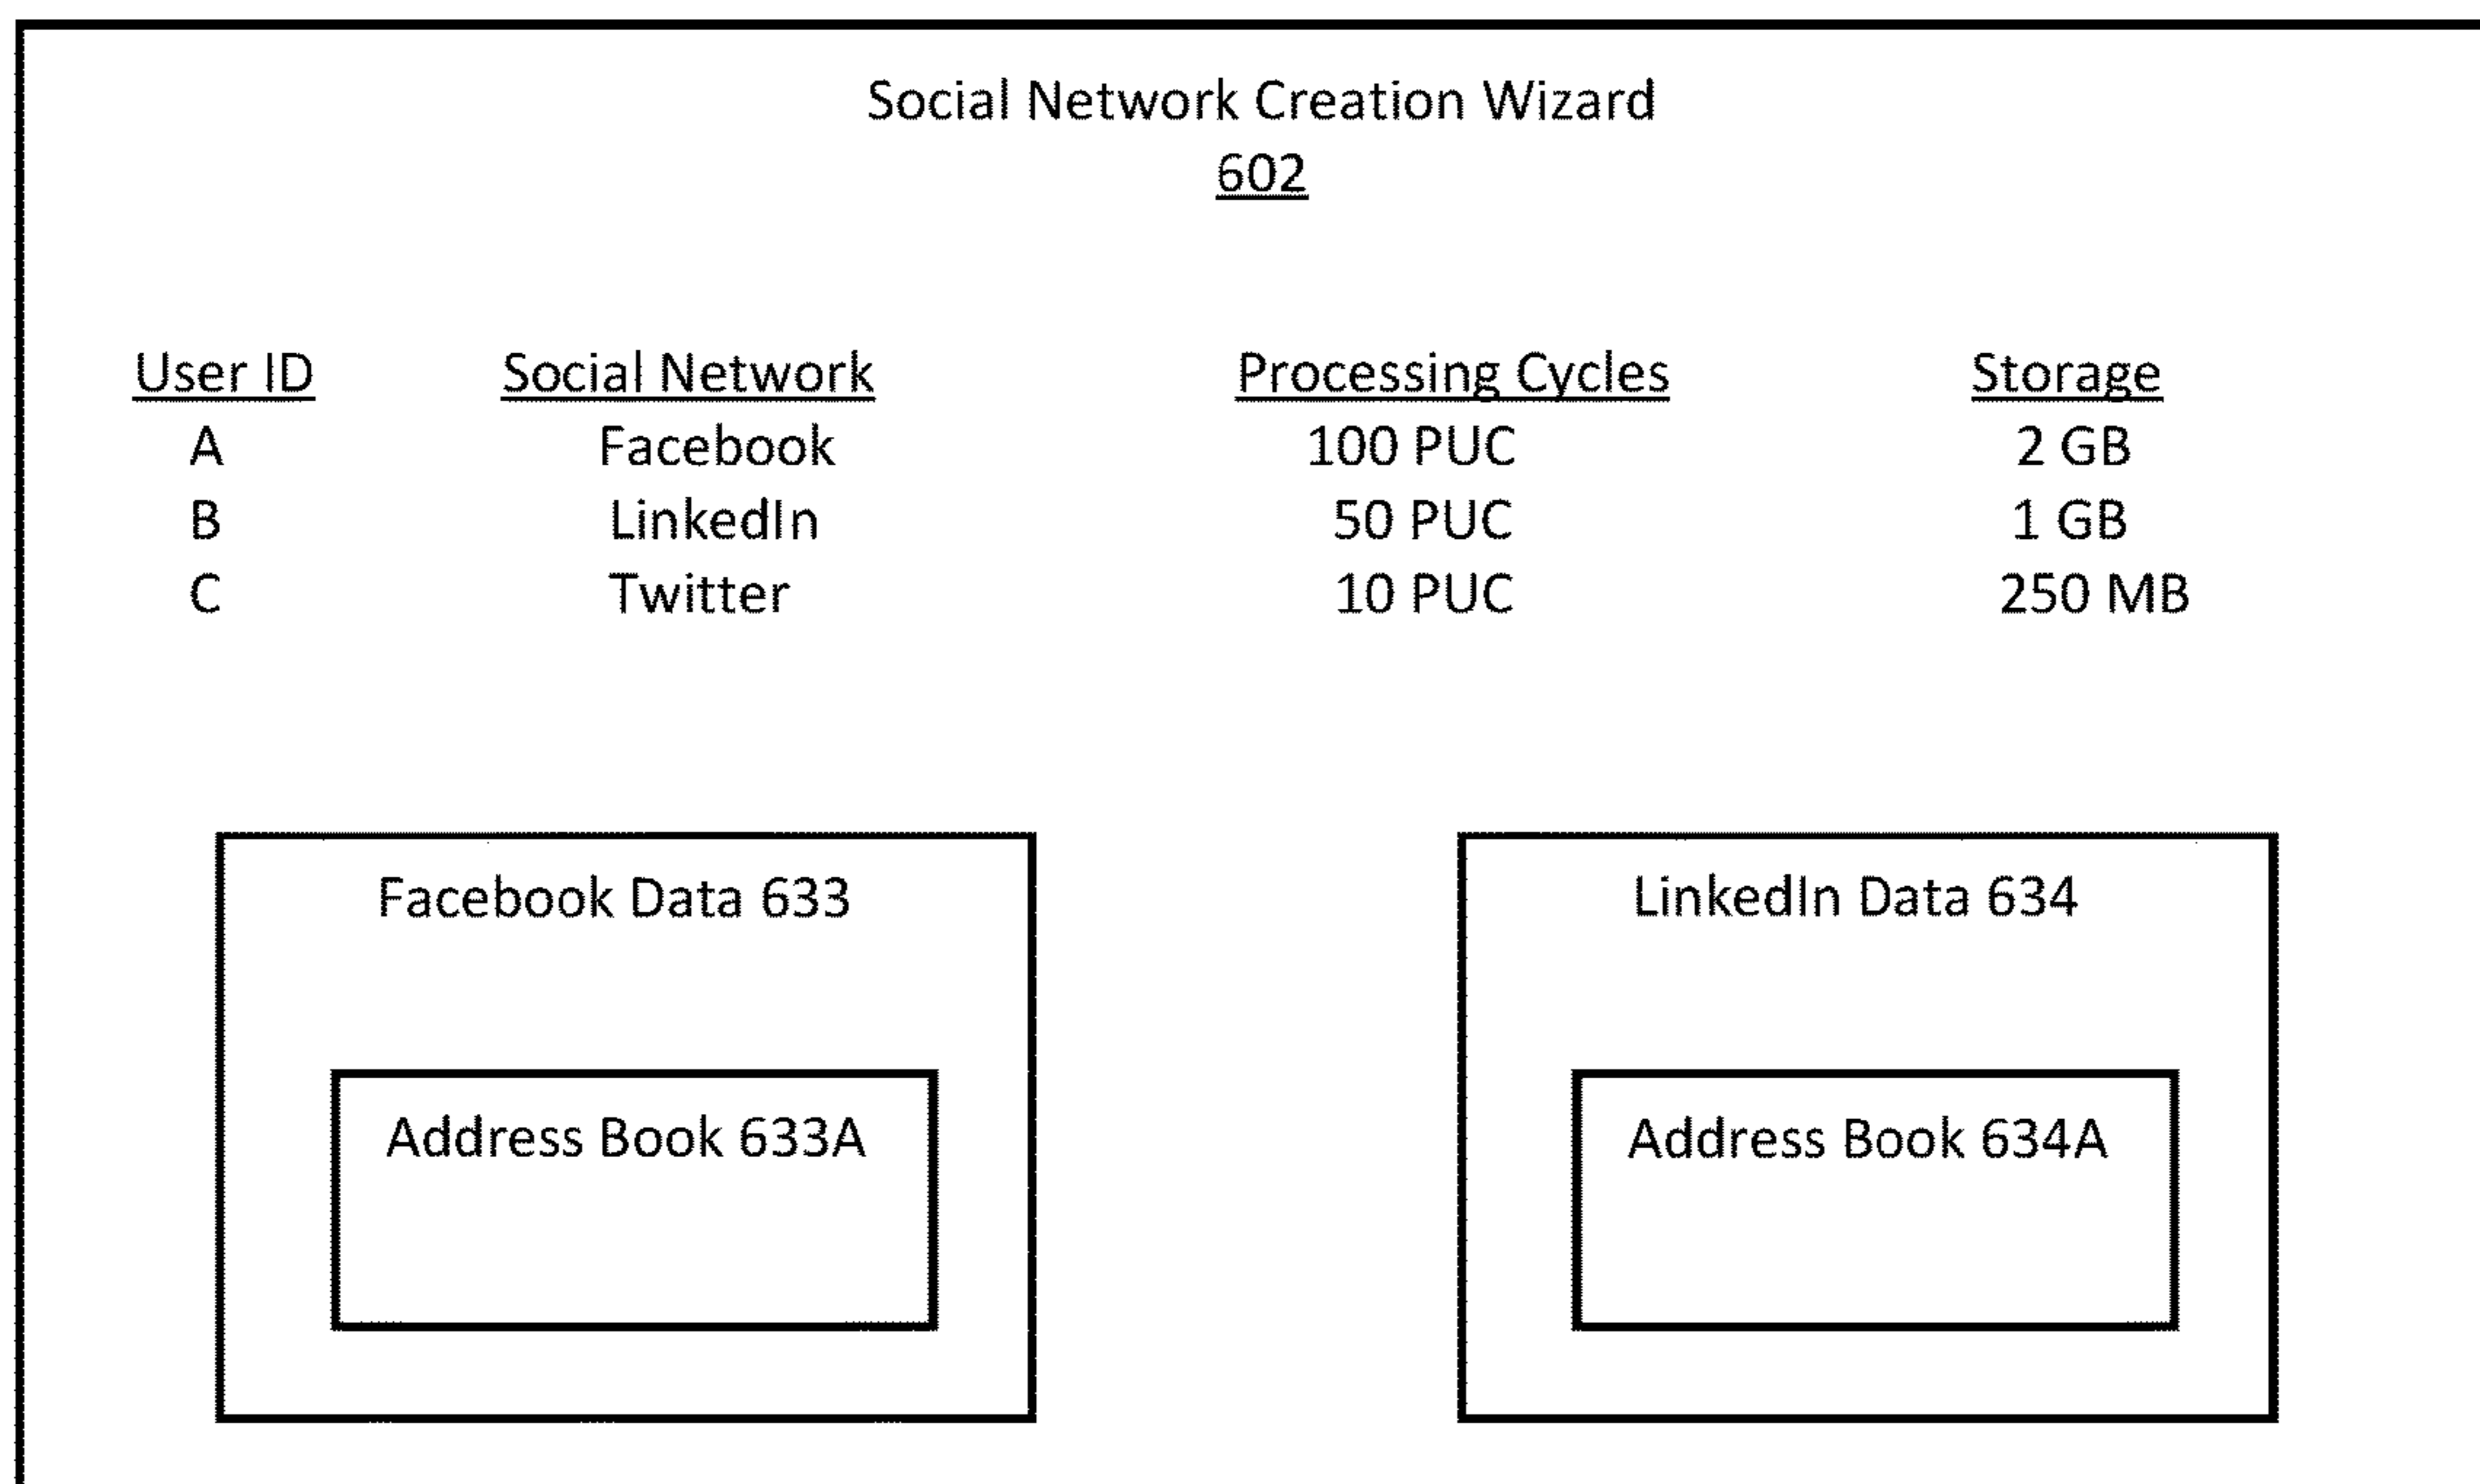 Social Network Creation Wizard
602
User ID Social Network Processing Cycles Storage
A Facebook 100 PUC 2 GB
B LinkedIn 50 PUC 1 GB
C Twitter 10 PUC 250 MB
Facebook Data 633 LinkedIn Data 634
Address Book 633A Address Book 634A